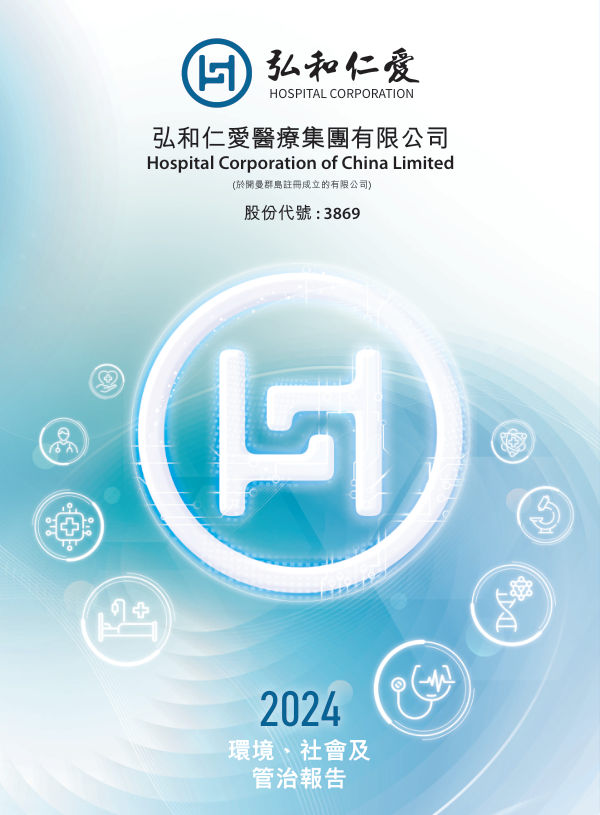 弘和仁愛
HOSPITAL CORPORATION
弘和仁愛醫療集團有限公司
Hospital Corporation of China Limited
(於開曼群島註冊成立的有限公司)
股份代號 : 3869
2024
環境、社會及
管治報告